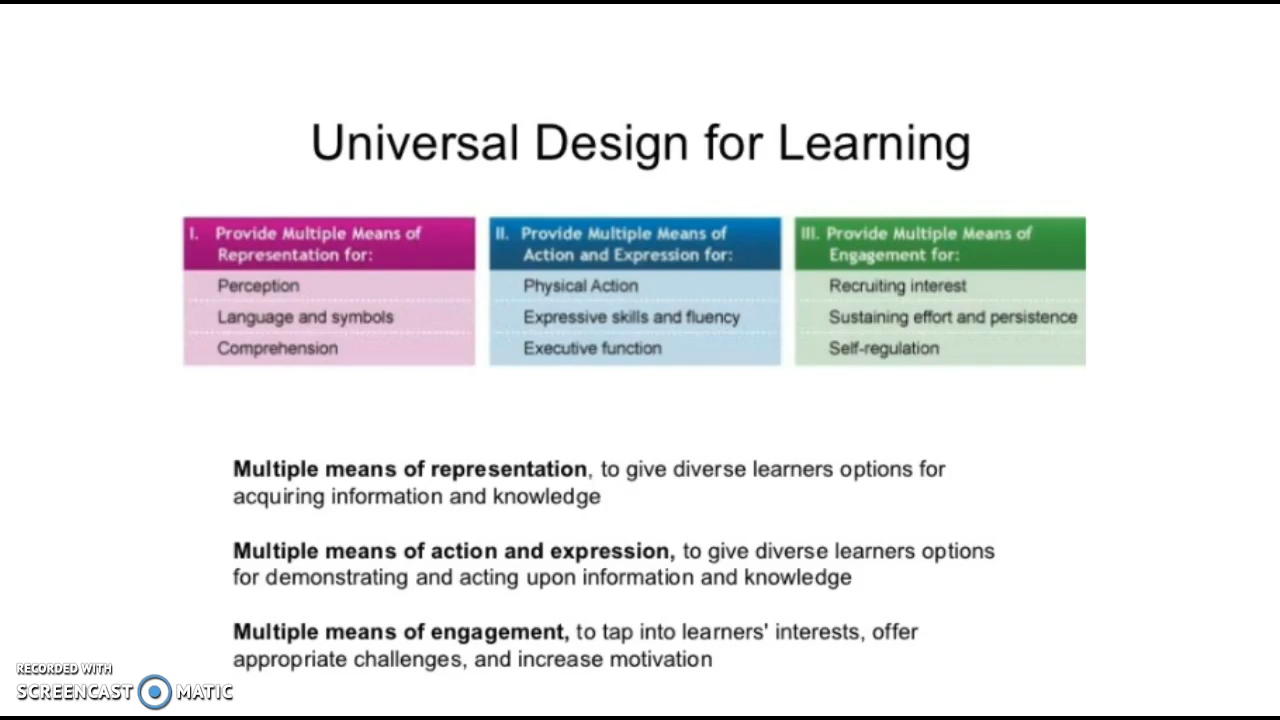 Universal Design for Learning
I. Provide Multiple Means of
Representation for:
Perception
Language and symbols
Comprehension
II. Provide Multiple Means of
Action and Expression for:
Physical Action
Expressive skills and fluency
Executive function
III. Provide Multiple Means of
Engagement for:
Recruiting interest
Sustaining effort and persistence
Self-regulation
Multiple means of representation, to give diverse learners options for
acquiring information and knowledge
Multiple means of action and expression, to give diverse learners options
for demonstrating and acting upon information and knowledge
Multiple means of engagement, to tap into learners' interests, offer
appropriate challenges, and increase motivation
RECORDED WITH
SCREENCAST MATIC